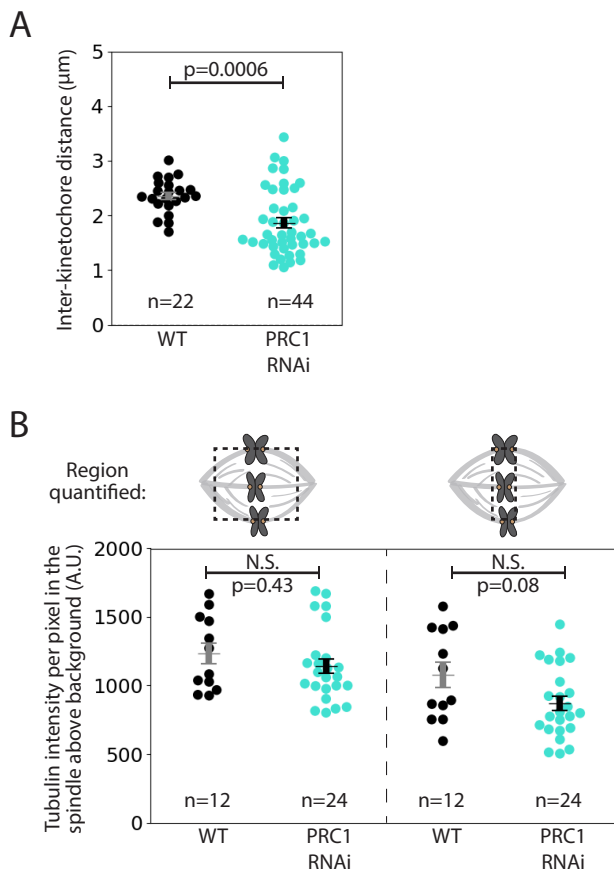 A
Inter-kinetochore distance (μm)
5
4
3
2
1
0
p=0.0006
n=22
n=44
WT
PRC1
RNAi
B
Region
quantified:
Tubulin intensity per pixel in the
spindle above background (A.U.)
2000
1500
1000
500
0
N.S.
p=0.43
N.S.
p=0.08
n=12
n=24
n=12
n=24
WT
PRC1
RNAi
WT
PRC1
RNAi